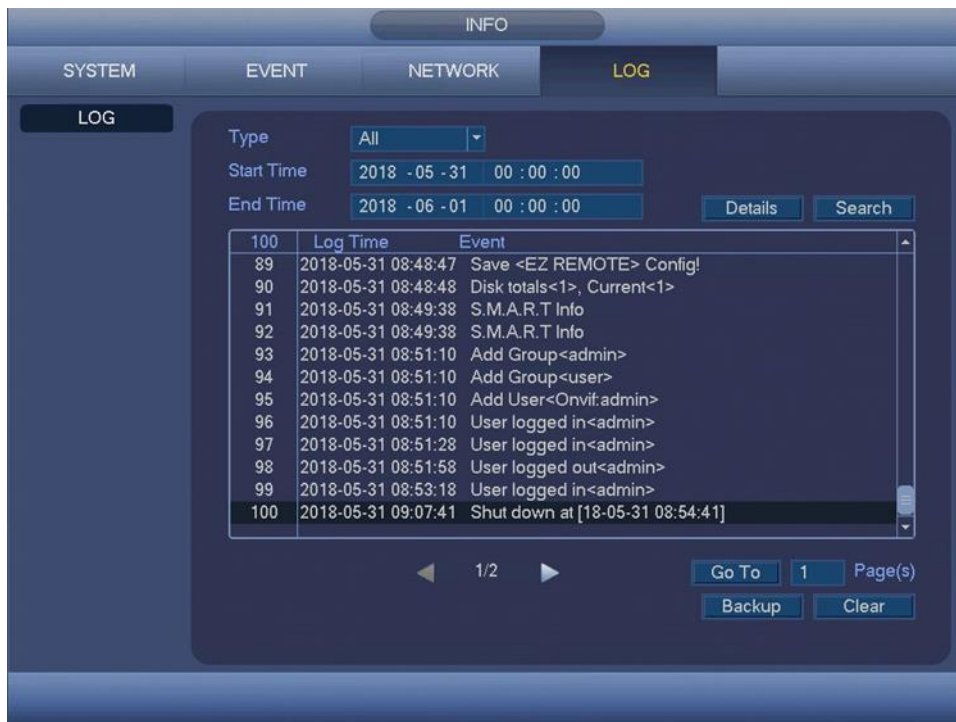 INFO
SYSTEM EVENT NETWORK LOG
LOG
Type All
Start Time 2018 - 05 - 31 00 : 00 : 00
End Time 2018 - 06 - 01 00 : 00 : 00 Details Search
100 Log Time Event
89 2018-05-31 08:48:47 Save <EZ REMOTE> Config!
90 2018-05-31 08:48:48 Disk totals<1>, Current<1>
91 2018-05-31 08:49:38 S.M.A.R.T Info
92 2018-05-31 08:49:38 S.M.A.R.T Info
93 2018-05-31 08:51:10 Add Group<admin>
94 2018-05-31 08:51:10 Add Group<user>
95 2018-05-31 08:51:10 Add User<Onvif:admin>
96 2018-05-31 08:51:10 User logged in<admin>
97 2018-05-31 08:51:28 User logged in<admin>
98 2018-05-31 08:51:58 User logged out<admin>
99 2018-05-31 08:53:18 User logged in<admin>
100 2018-05-31 09:07:41 Shut down at [18-05-31 08:54:41]
1/2 Go To 1 Page(s)
Backup Clear